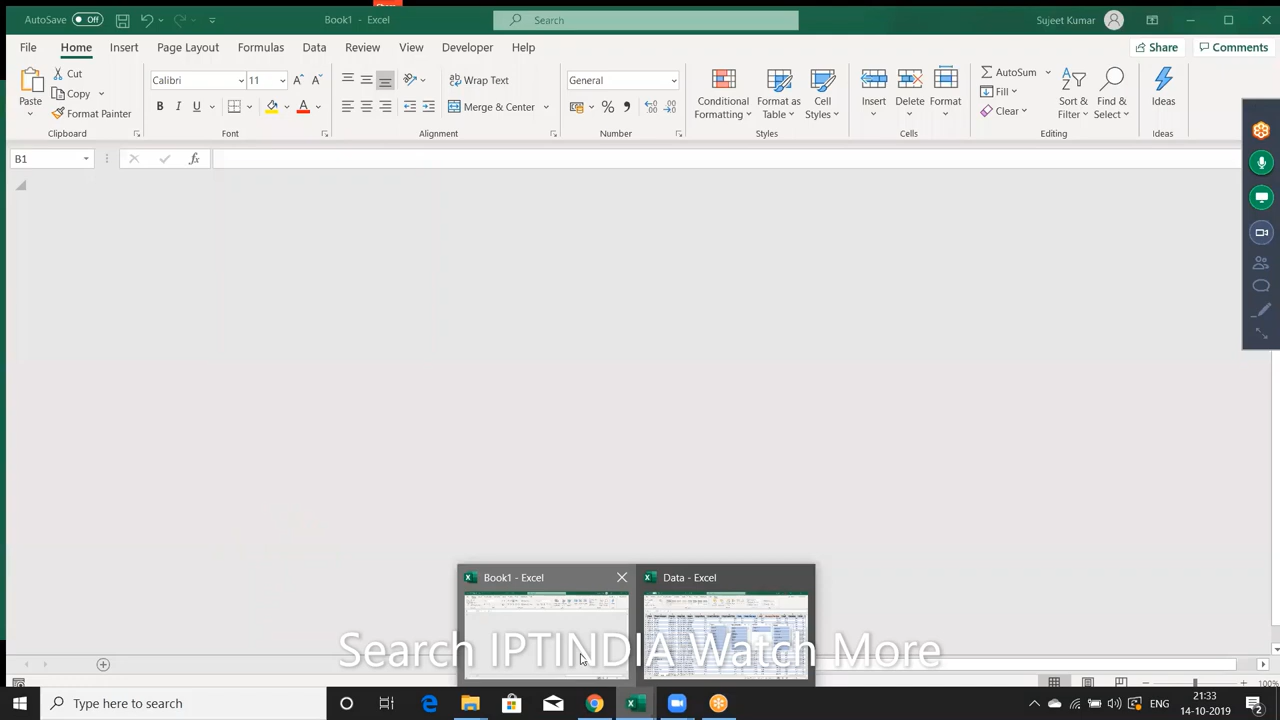 AutoSave Off Book1 - Excel Search Sujeet Kumar
File Home Insert Page Layout Formulas Data Review View Developer Help Share Comments
Paste Cut Copy Format Painter
Clipboard
Calibri 11
B I U A
Font
Wrap Text
Merge & Center
Alignment
General
%
Number
Conditional Formatting
Format as Table
Cell Styles
Styles
Insert Delete Format
Cells
AutoSum
Fill
Clear
Sort & Filter
Find & Select
Editing
Ideas
Ideas
B1 fx
Book1 - Excel
Data - Excel
Search IPTINDIA Watch More
100%
Type here to search
ENG
21:33
14-10-2019
2